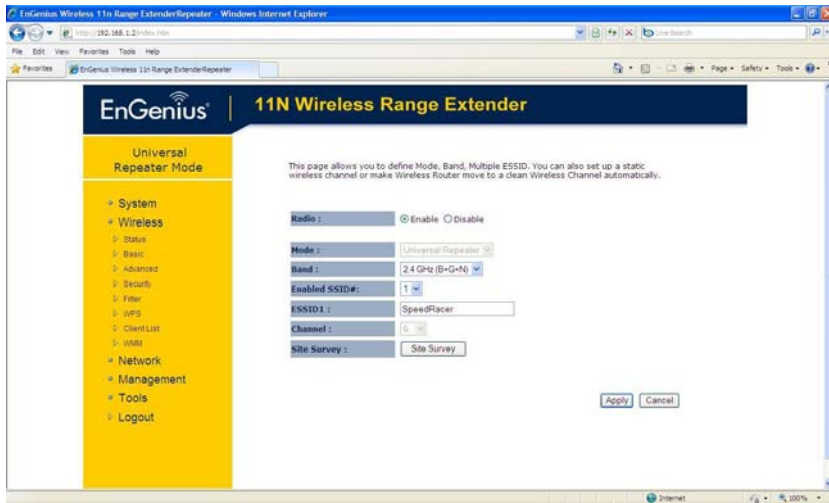 EnGenius Wireless 11n Range ExtenderRepeater - Windows Internet Explorer
http://192.168.1.2/index.htm
Live Search
File Edit View Favorites Tools Help
Favorites EnGenius Wireless 11n Range ExtenderRepeater
Page Safety Tools
EnGenius 11N Wireless Range Extender
Universal
Repeater Mode
This page allows you to define Mode, Band, Multiple ESSID. You can also set up a static
wireless channel or make Wireless Router move to a clean Wireless Channel automatically.
System
Wireless
Status
Basic
Advanced
Security
Filter
WPS
Client List
WMM
Network
Management
Tools
Logout
Radio : Enable Disable
Mode : Universal Repeater
Band : 2.4 GHz (B+G+N)
Enabled SSID#: 1
ESSID1 : SpeedRacer
Channel : 6
Site Survey : Site Survey
Apply Cancel
Internet 100%